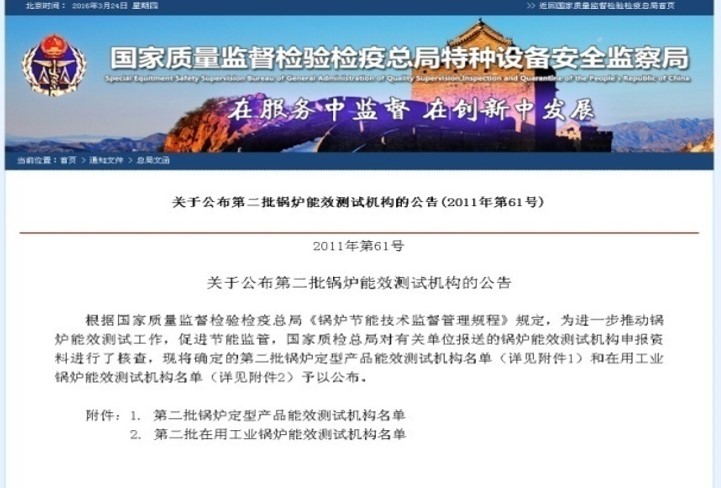 北京时间： 2016年3月24日 星期四
>> 返回国家质量监督检验检疫总局首页
国家质量监督检验检疫总局特种设备安全监察局
Special Equitment Safety Supervision Bureau of General Administration of Quality Supervision,Inspection and Quarantine of the People's Republic of China
在服务中监督 在创新中发展
当前位置：首页 > 通知文件 > 总局文函
关于公布第二批锅炉能效测试机构的公告(2011年第61号)
2011年第61号
关于公布第二批锅炉能效测试机构的公告
根据国家质量监督检验检疫总局《锅炉节能技术监督管理规程》规定，为进一步推动锅
炉能效测试工作，促进节能监管，国家质检总局对有关单位报送的锅炉能效测试机构申报资
料进行了核查，现将确定的第二批锅炉定型产品能效测试机构名单（详见附件1）和在用工业
锅炉能效测试机构名单（详见附件2）予以公布。
附件：1. 第二批锅炉定型产品能效测试机构名单
2. 第二批在用工业锅炉能效测试机构名单